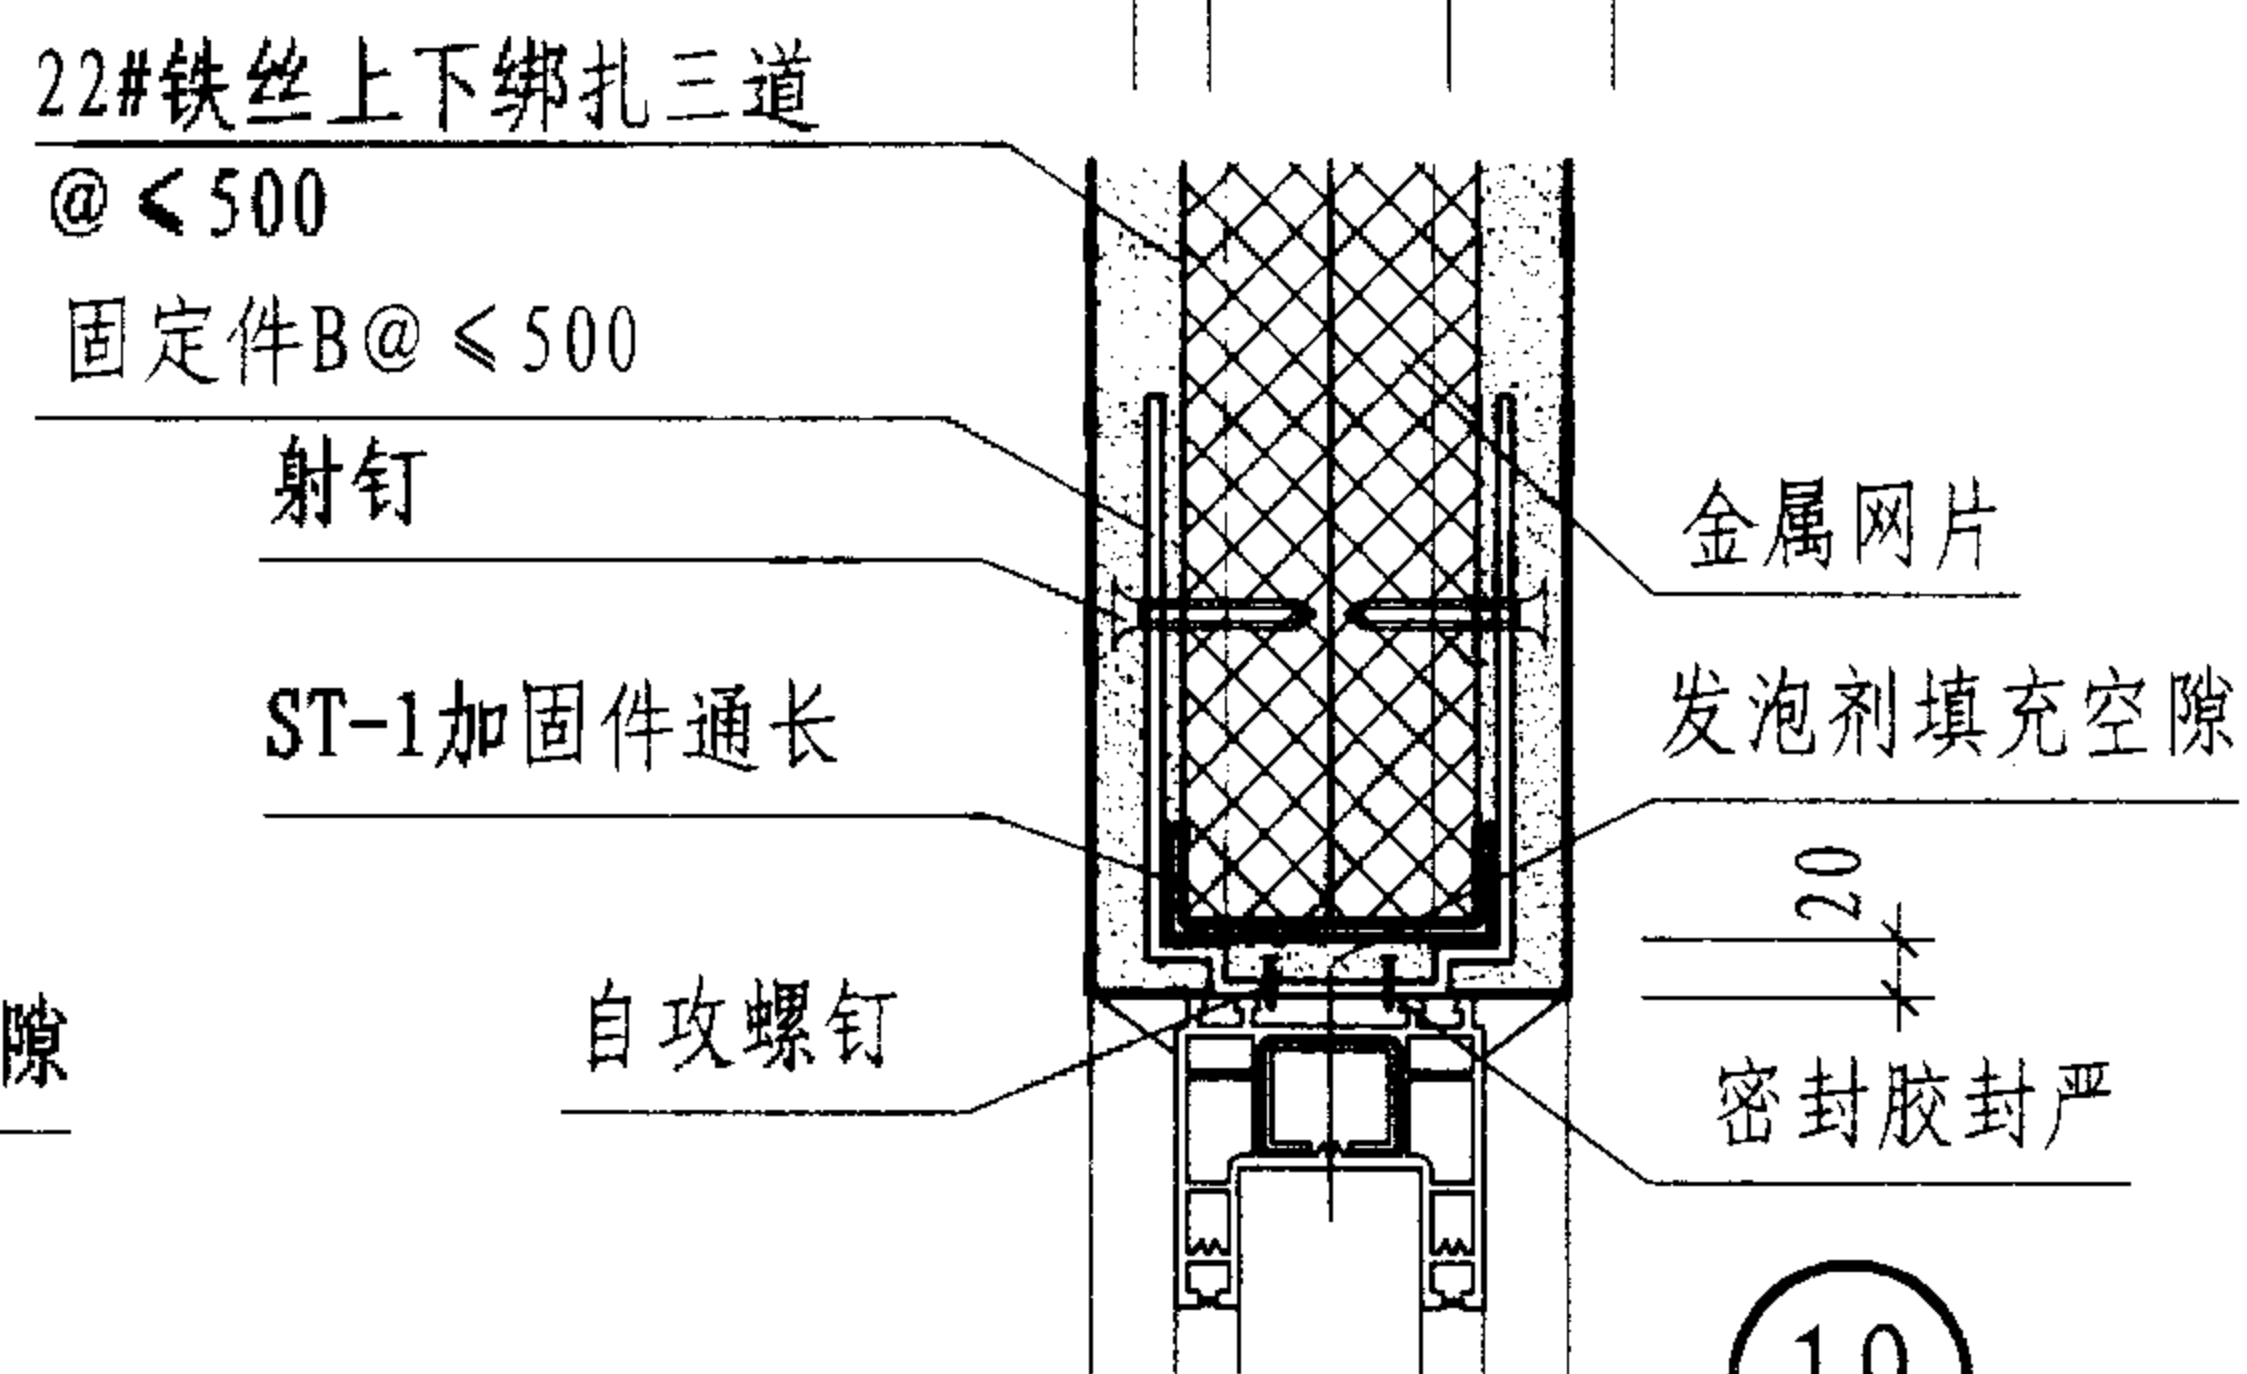 22#铁丝上下绑扎三道
@<500
固定件B@≤500
射钉
金属网片
ST-1加固件通长
发泡剂填充空隙
20
隙
自攻螺钉
密封胶封严
10